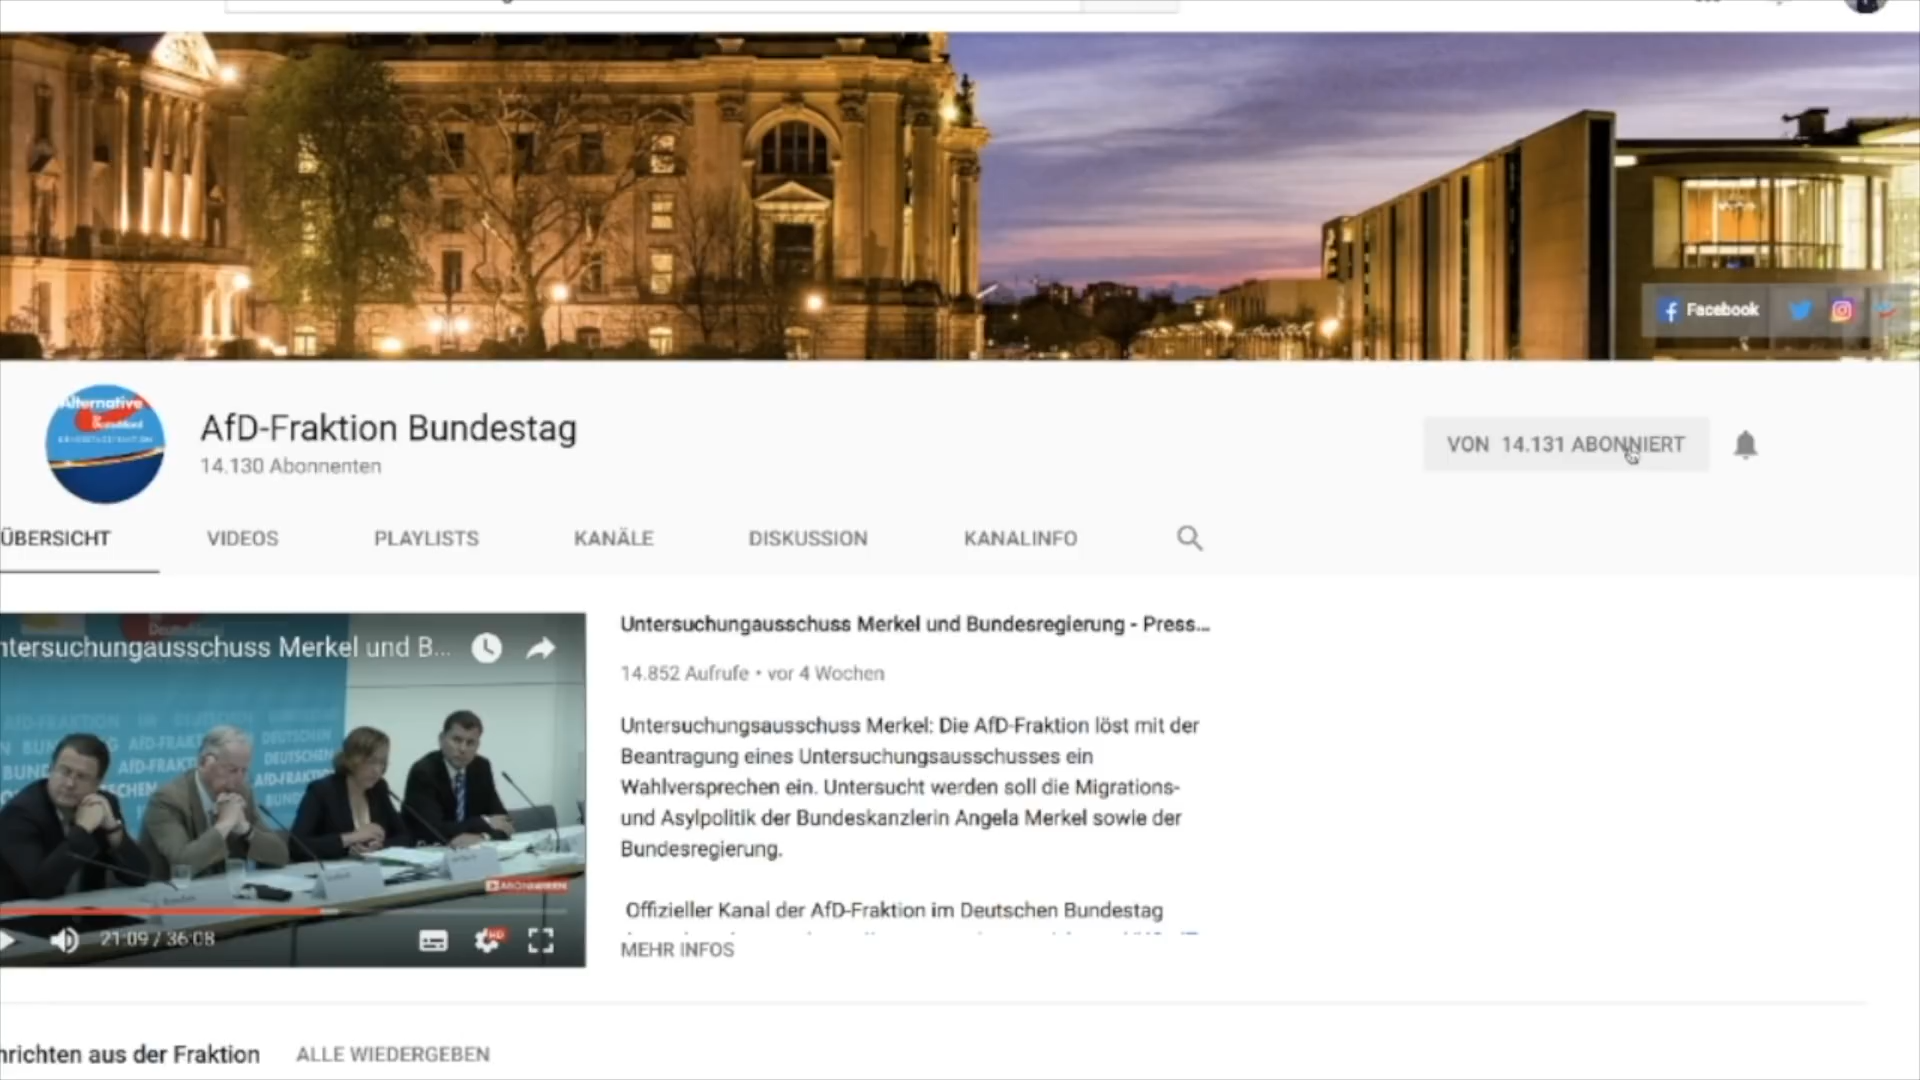 Facebook
Alternative
AfD-Fraktion Bundestag
14.130 Abonnenten
VON 14.131 ABONNIERT
ÜBERSICHT VIDEOS PLAYLISTS KANÄLE DISKUSSION KANALINFO
ntersuchungausschuss Merkel und B...
21:09 / 36:08
Untersuchungausschuss Merkel und Bundesregierung - Press...
14.852 Aufrufe • vor 4 Wochen
Untersuchungsausschuss Merkel: Die AfD-Fraktion löst mit der
Beantragung eines Untersuchungsausschusses ein
Wahlversprechen ein. Untersucht werden soll die Migrations-
und Asylpolitik der Bundeskanzlerin Angela Merkel sowie der
Bundesregierung.
Offizieller Kanal der AfD-Fraktion im Deutschen Bundestag
MEHR INFOS
hrichten aus der Fraktion ALLE WIEDERGEBEN